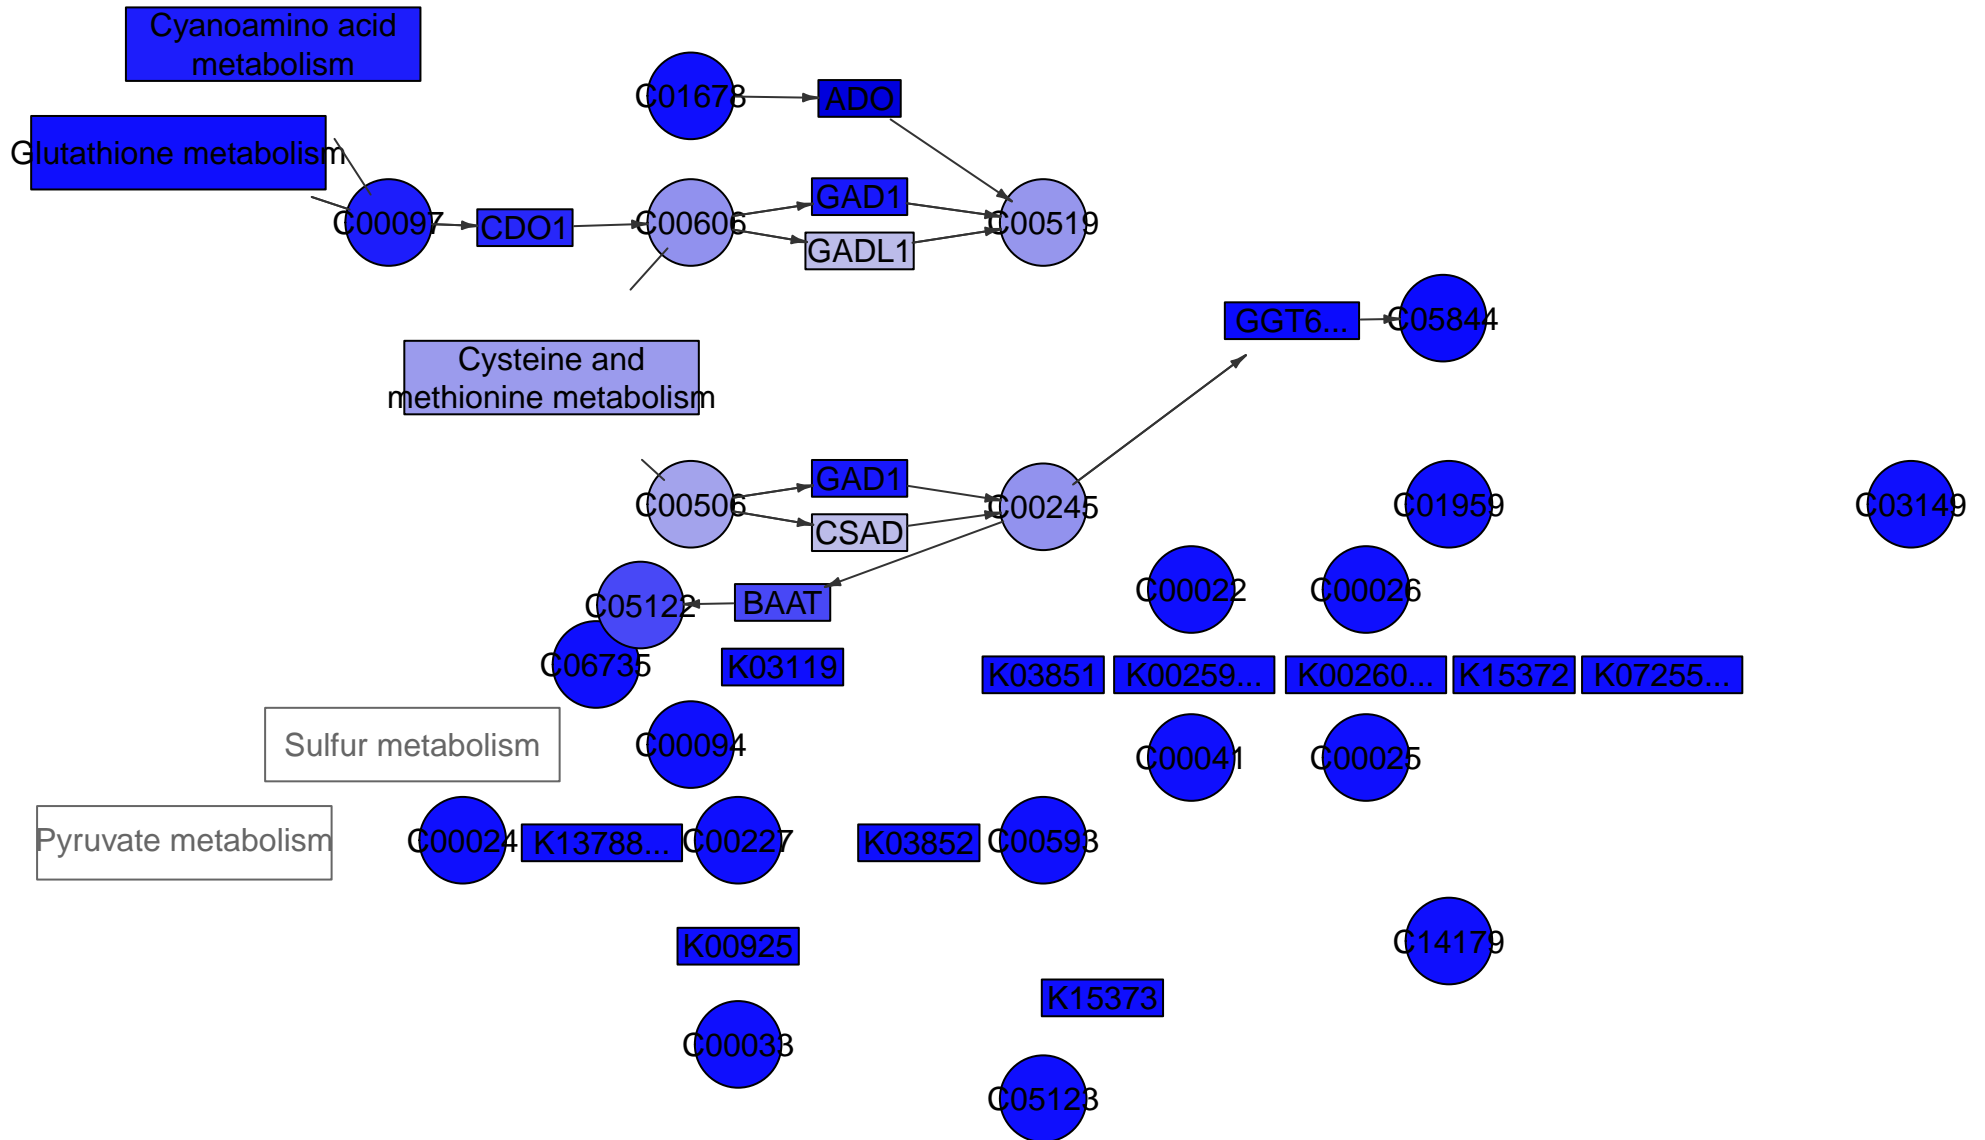 Cyanoamino acid
metabolism
C01678
ADO
Glutathione metabolism
C00097
CDO1
C00606
GAD1
GADL1
C00519
GGT6...
C05844
Cysteine and
methionine metabolism
C00506
GAD1
CSAD
C00245
C01959
C03149
C05122
BAAT
C00022
C00026
C06735
K03119
K03851
K00259...
K00260...
K15372
K07255...
Sulfur metabolism
C00094
C00041
C00025
Pyruvate metabolism
C00024
K13788...
C00227
K03852
C00593
K00925
C14179
K15373
C00033
C05123